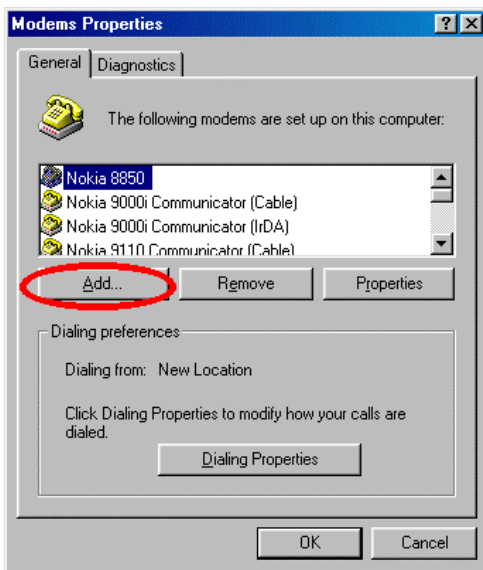 Modems Properties
General Diagnostics
The following modems are set up on this computer:
Nokia 8850
Nokia 9000i Communicator (Cable)
Nokia 9000i Communicator (IrDA)
Nokia 9110 Communicator (Cable)
Add... Remove Properties
Dialing preferences
Dialing from: New Location
Click Dialing Properties to modify how your calls are
dialed.
Dialing Properties
OK Cancel